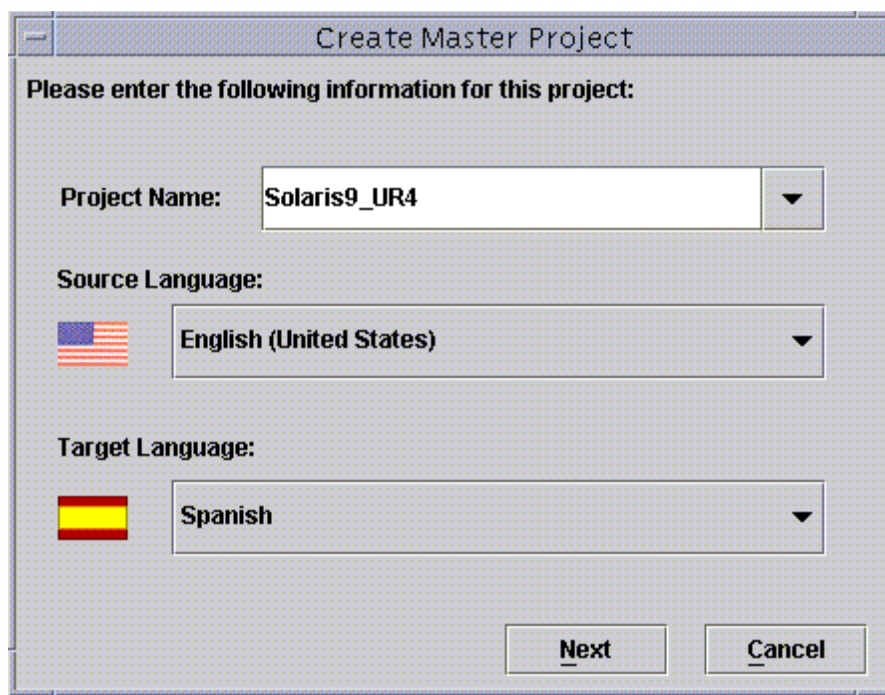 Create Master Project
Please enter the following information for this project:
Project Name: Solaris9_UR4
Source Language:
English (United States)
Target Language:
Spanish
Next Cancel